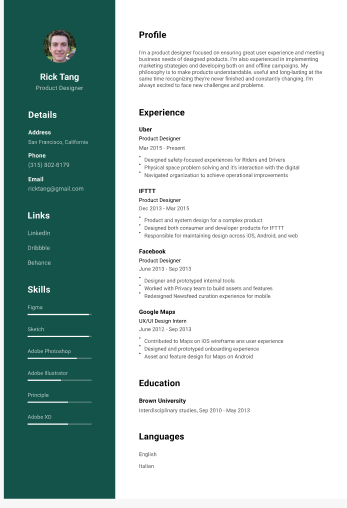 Rick Tang
Product Designer
Details
Address
San Francisco, California
Phone
(315) 802-8179
Email
ricktang@gmail.com
Links
LinkedIn
Dribbble
Behance
Skills
Figma
Sketch
Adobe Photoshop
Adobe Illustrator
Principle
Adobe XD
Profile
I'm a product designer focused on ensuring great user experience and meeting
business needs of designed products. I'm also experienced in implementing
marketing strategies and developing both on and offline campaigns. My
philosophy is to make products understandable, useful and long-lasting at the
same time recognizing they're never finished and constantly changing. I'm
always excited to face new challenges and problems.
Experience
Uber
Product Designer
Mar 2015 - Present
• Designed safety-focused experiences for Riders and Drivers
• Physical space problem solving and it's interaction with the digital
• Navigated organization to achieve operational improvements
IFTTT
Product Designer
Dec 2013 - Mar 2015
• Product and system design for a complex product
• Designed both consumer and developer products for IFTTT
• Responsible for maintaining design across iOS, Android, and web
Facebook
Product Designer
June 2013 - Sep 2013
• Designer and prototyped internal tools
• Worked with Privacy team to build assets and features
• Redesigned Newsfeed curation experience for mobile
Google Maps
UX/UI Design Intern
June 2012 - Sep 2013
• Contributed to Maps on iOS wireframe and user experience
• Designed and prototyped onboarding experience
• Asset and feature design for Maps on Android
Education
Brown University
Interdisciplinary studies, Sep 2010 - May 2013
Languages
English
Italian